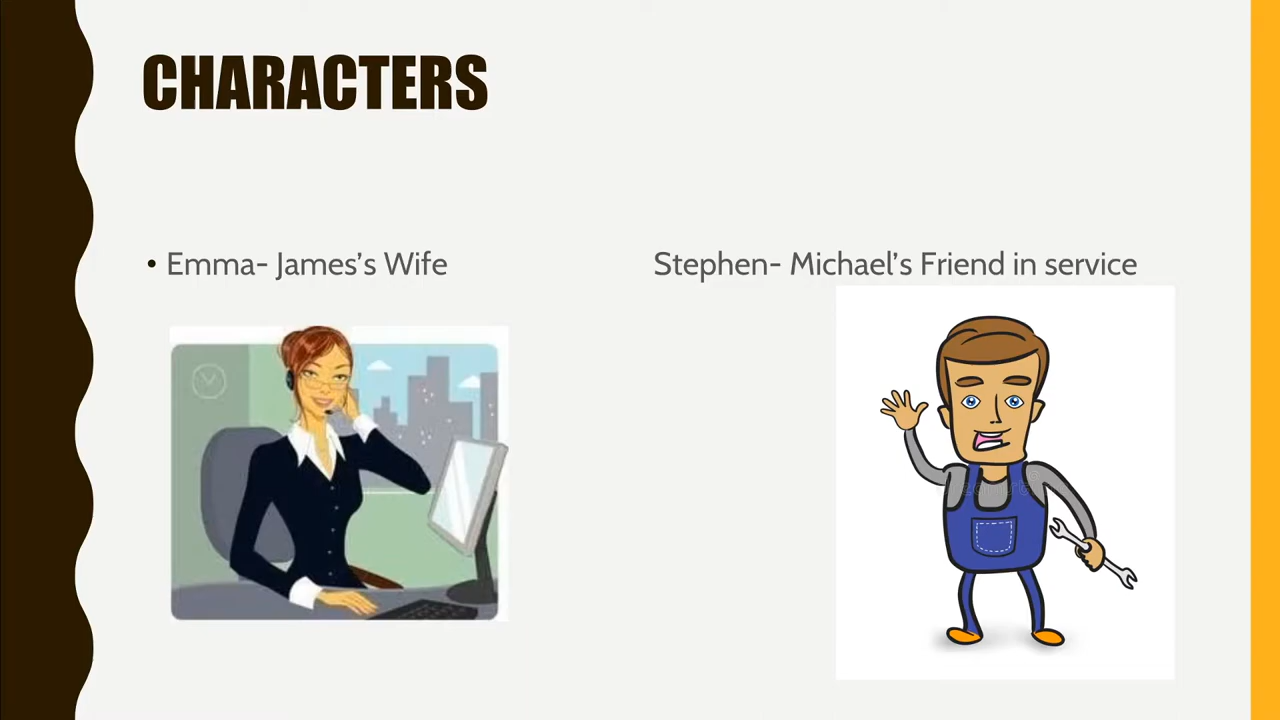 CHARACTERS
• Emma- James’s Wife
Stephen- Michael’s Friend in service